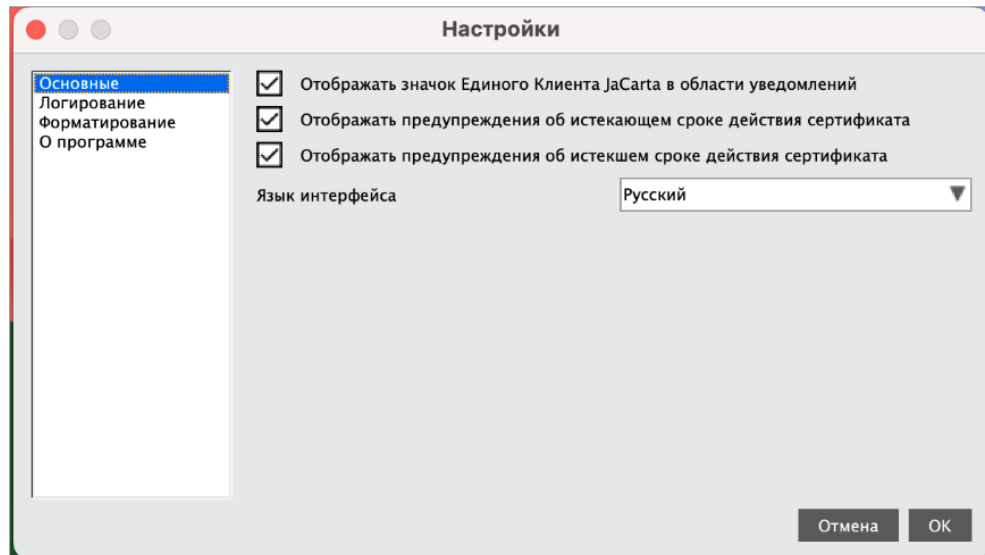 Настройки
Основные
Логирование
Форматирование
О программе
Отображать значок Единого Клиента JaCarta в области уведомлений
Отображать предупреждения об истекающем сроке действия сертификата
Отображать предупреждения об истекшем сроке действия сертификата
Язык интерфейса
Русский
Отмена
OK